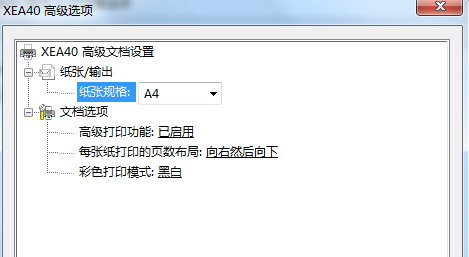 XEA40 高级选项
XEA40 高级文档设置
纸张/输出
纸张规格: A4
文档选项
高级打印功能: 已启用
每张纸打印的页数布局: 向右然后向下
彩色打印模式: 黑白